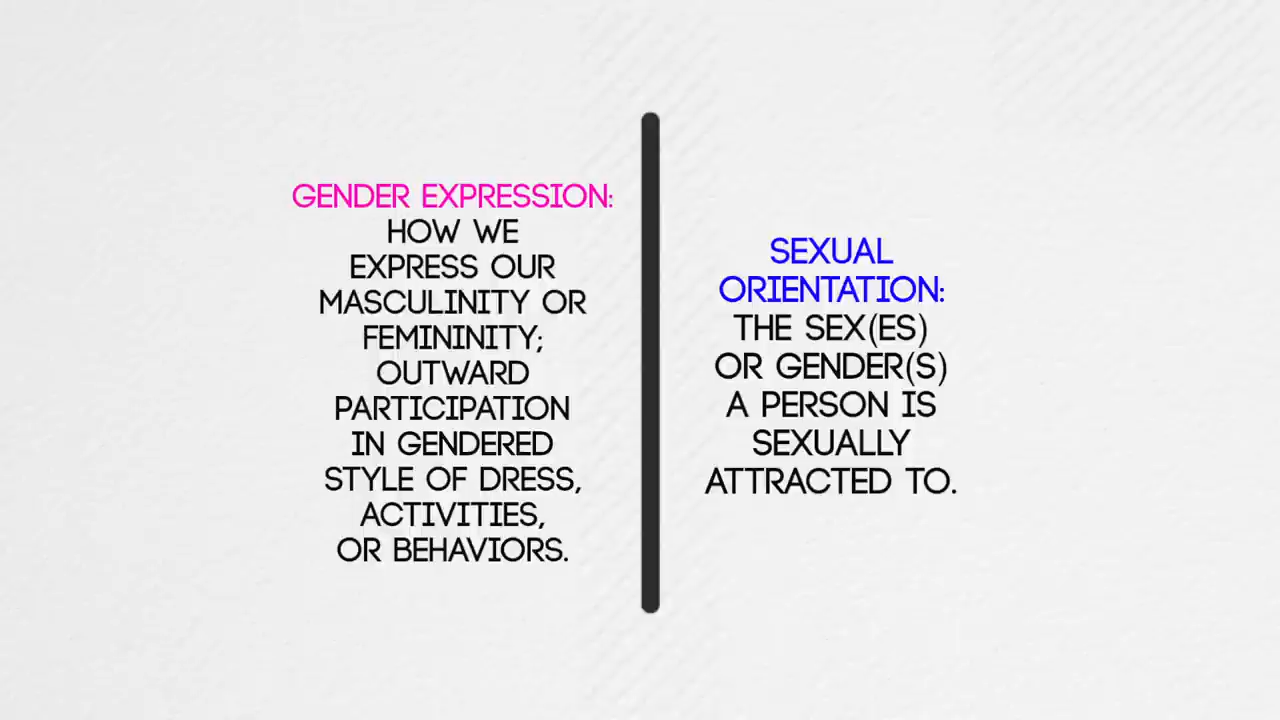 GENDER EXPRESSION:
HOW WE
EXPRESS OUR
MASCULINITY OR
FEMININITY;
OUTWARD
PARTICIPATION
IN GENDERED
STYLE OF DRESS,
ACTIVITIES,
OR BEHAVIORS.
SEXUAL
ORIENTATION:
THE SEX(ES)
OR GENDER(S)
A PERSON IS
SEXUALLY
ATTRACTED TO.